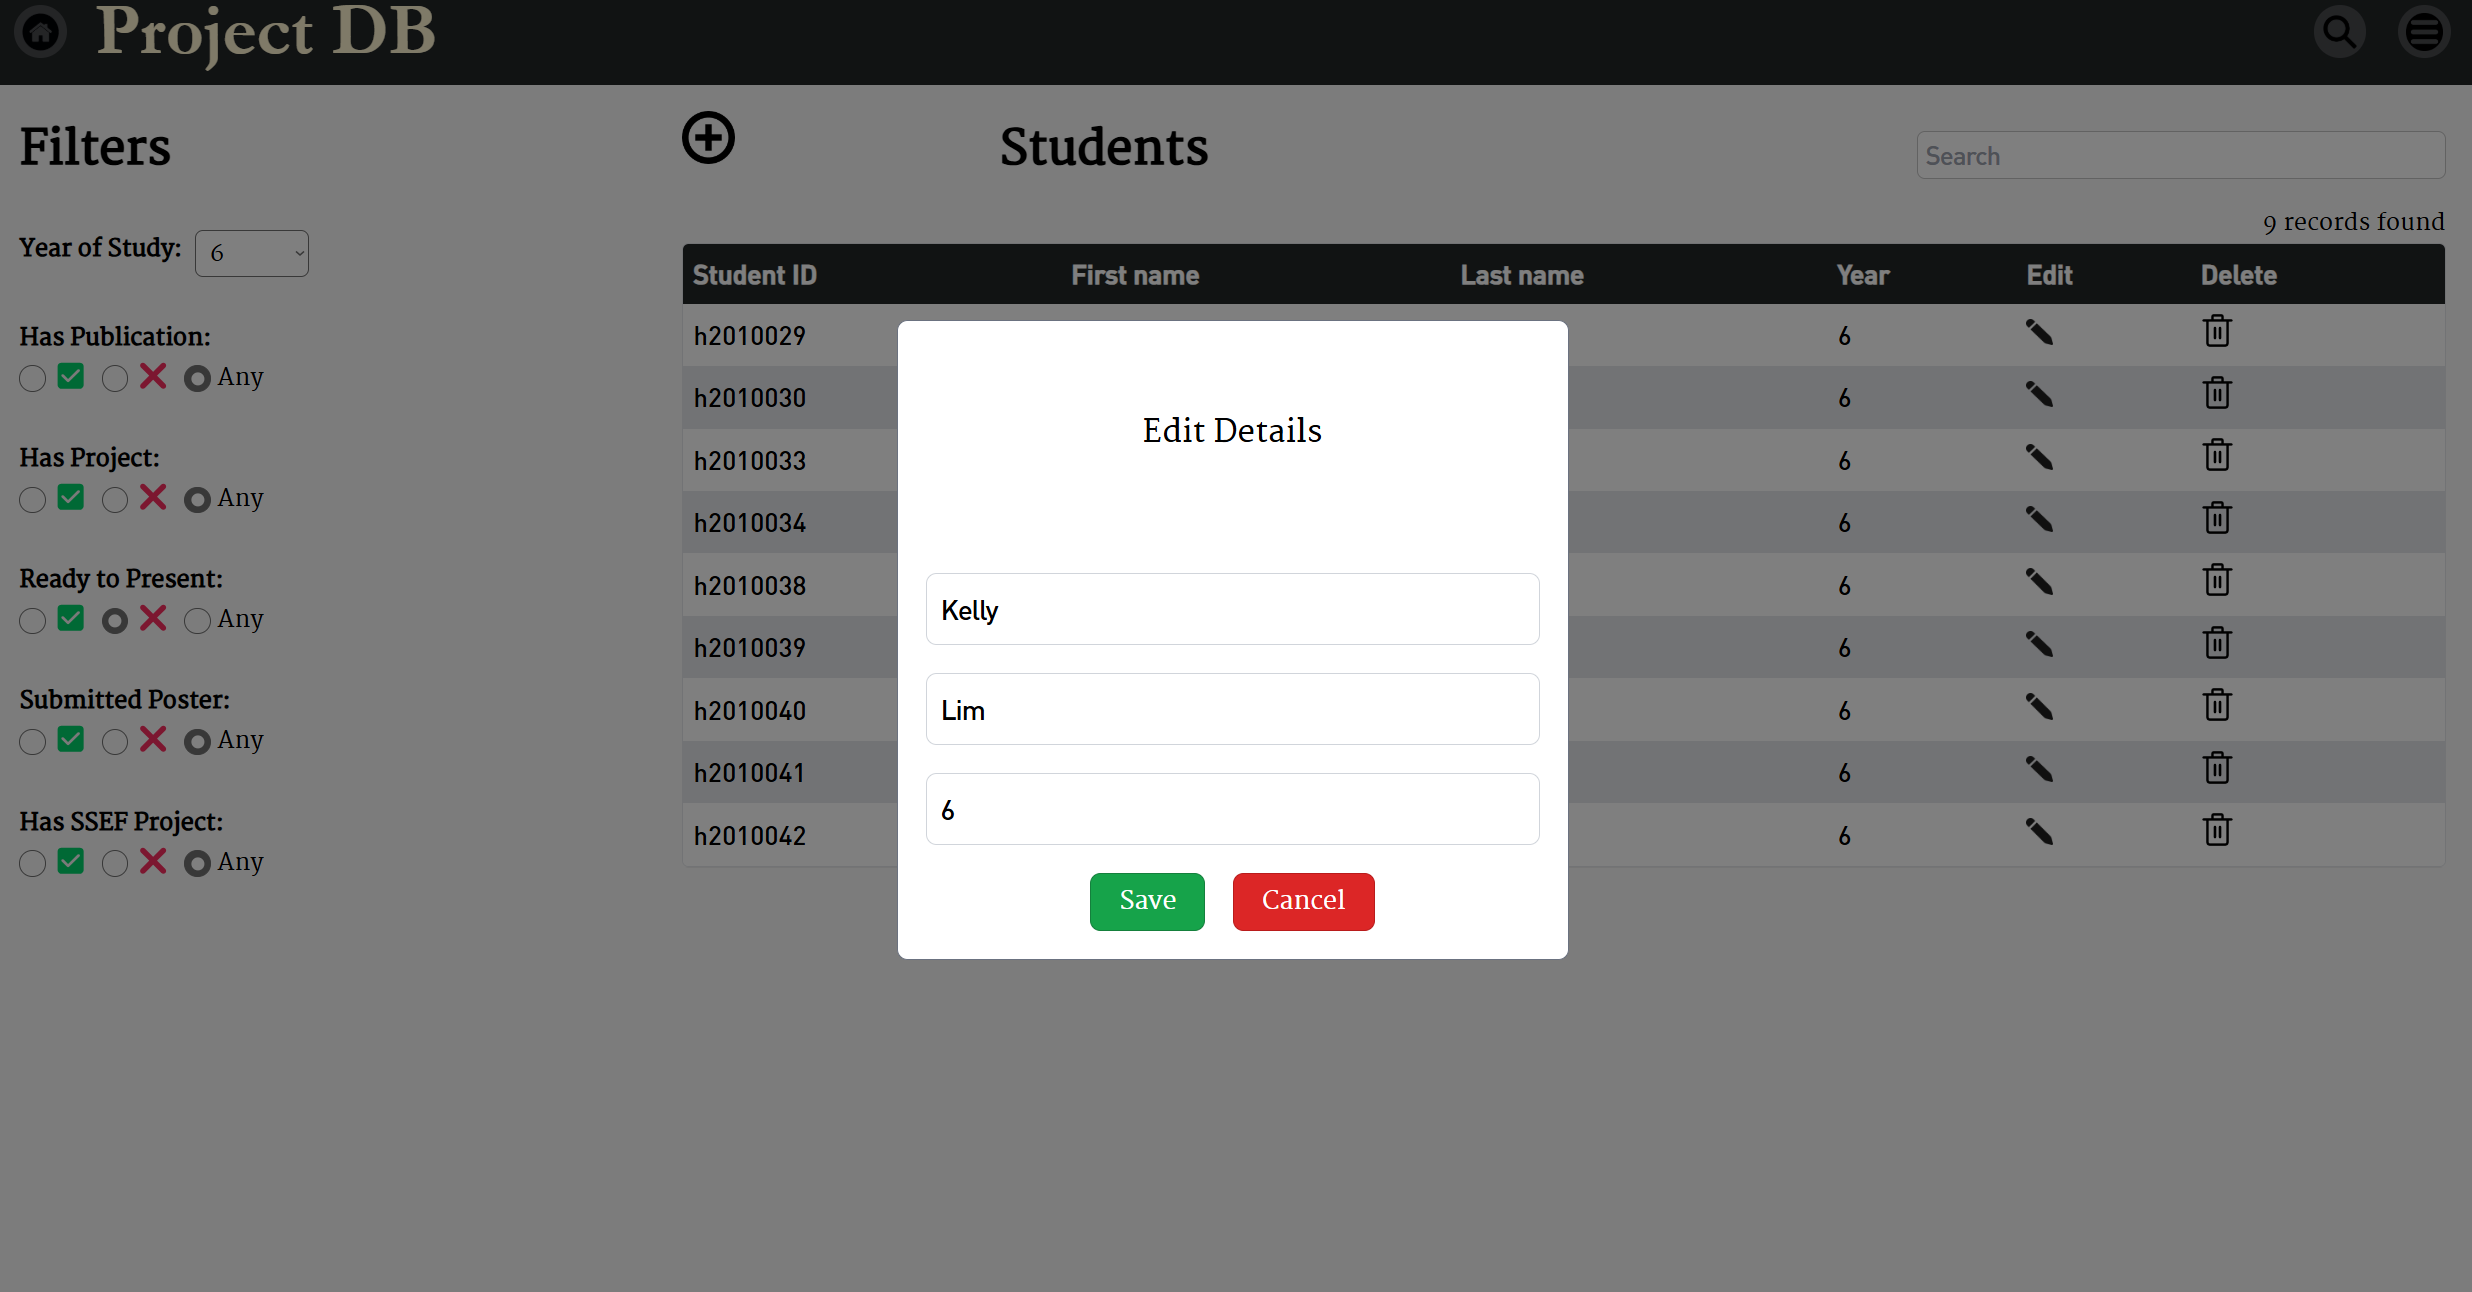 Project DB
Filters
Students
Search
Year of Study: 6
9 records found
Student ID First name Last name Year Edit Delete
Has Publication:
Any
Has Project:
Any
Ready to Present:
Any
Submitted Poster:
Any
Has SSEF Project:
Any
h2010029 6
h2010030 6
h2010033 6
h2010034 6
h2010038 6
h2010039 6
h2010040 6
h2010041 6
h2010042 6
Edit Details
Kelly
Lim
6
Save Cancel